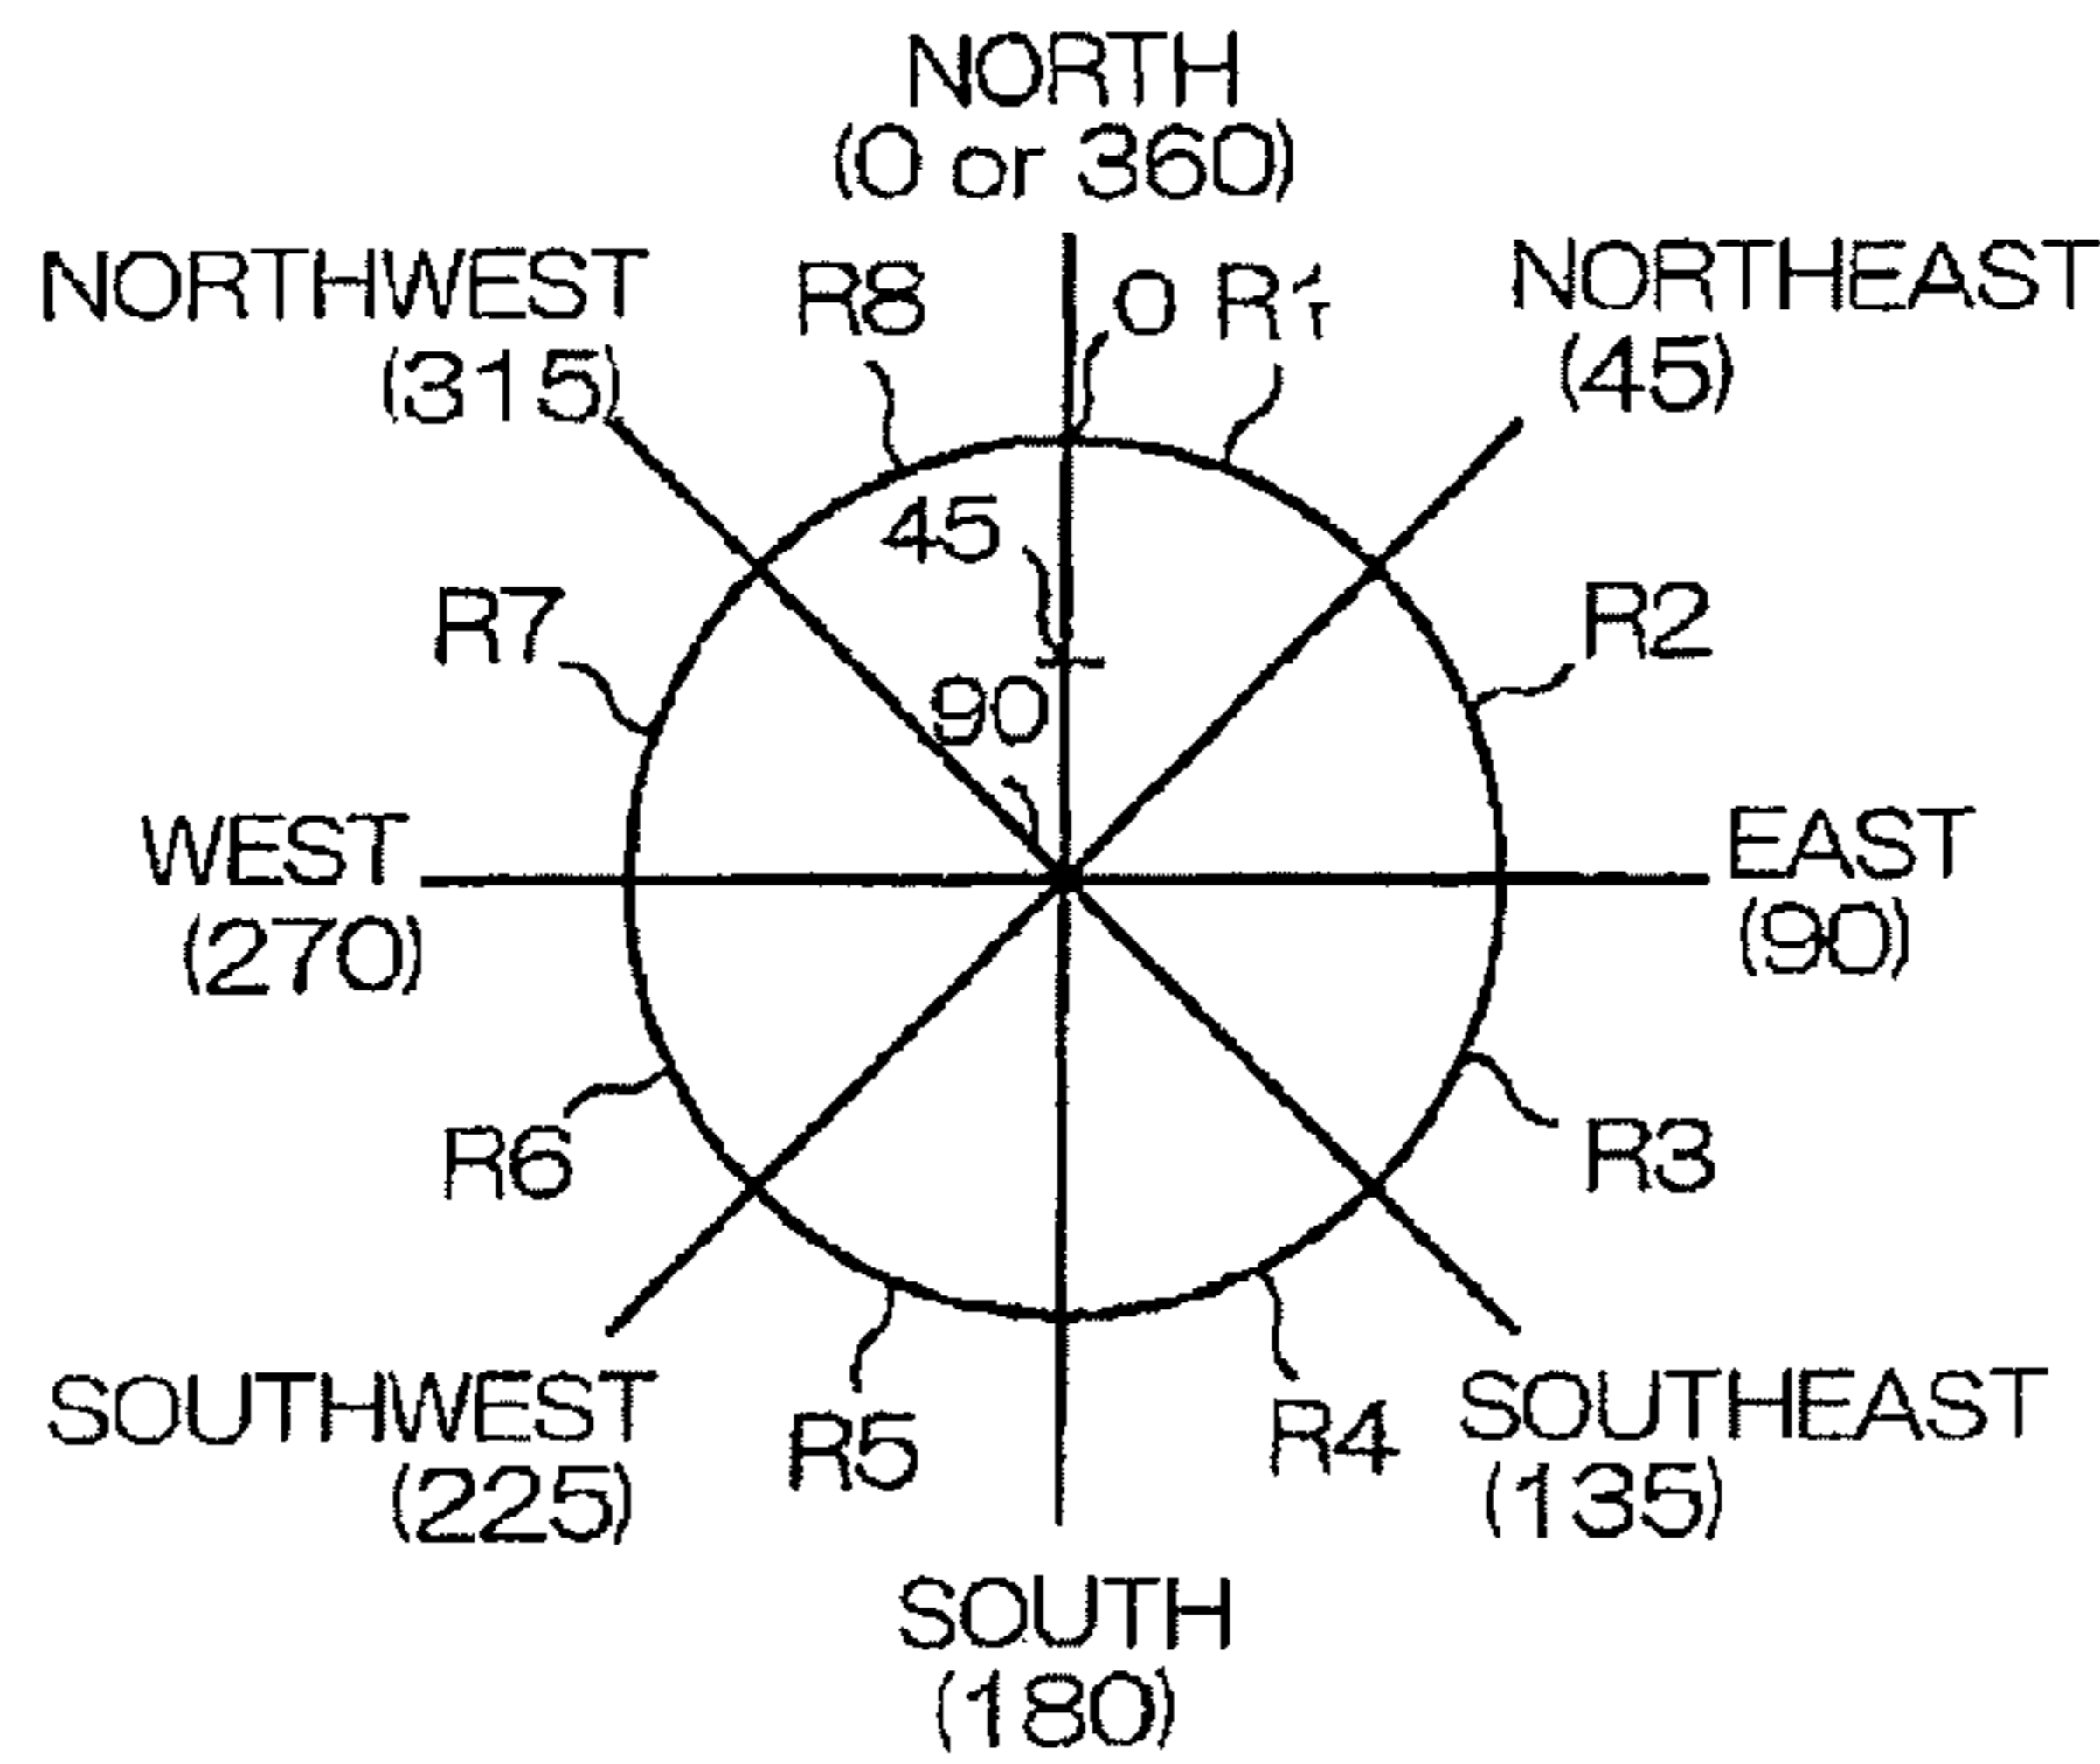 NORTH
(0 or 360)
NORTHWEST
(315)
R8
0
R1
NORTHEAST
(45)
45
R7
R2
90
WEST
(270)
EAST
(90)
R6
R3
SOUTHWEST
(225)
R5
R4
SOUTHEAST
(135)
SOUTH
(180)